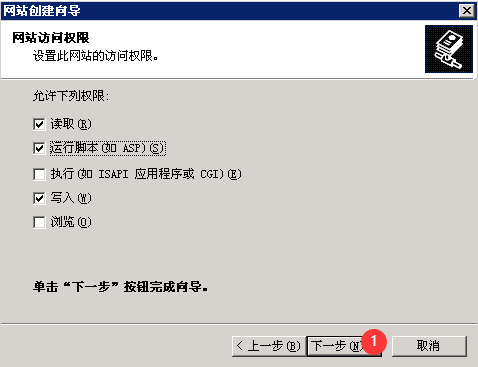 网站创建向导
网站访问权限
设置此网站的访问权限。
允许下列权限:
读取(R)
运行脚本(如 ASP)(S)
执行(如 ISAPI 应用程序或 CGI)(E)
写入(W)
浏览(O)
单击“下一步”按钮完成向导。
< 上一步(B) 下一步(N) 1 取消